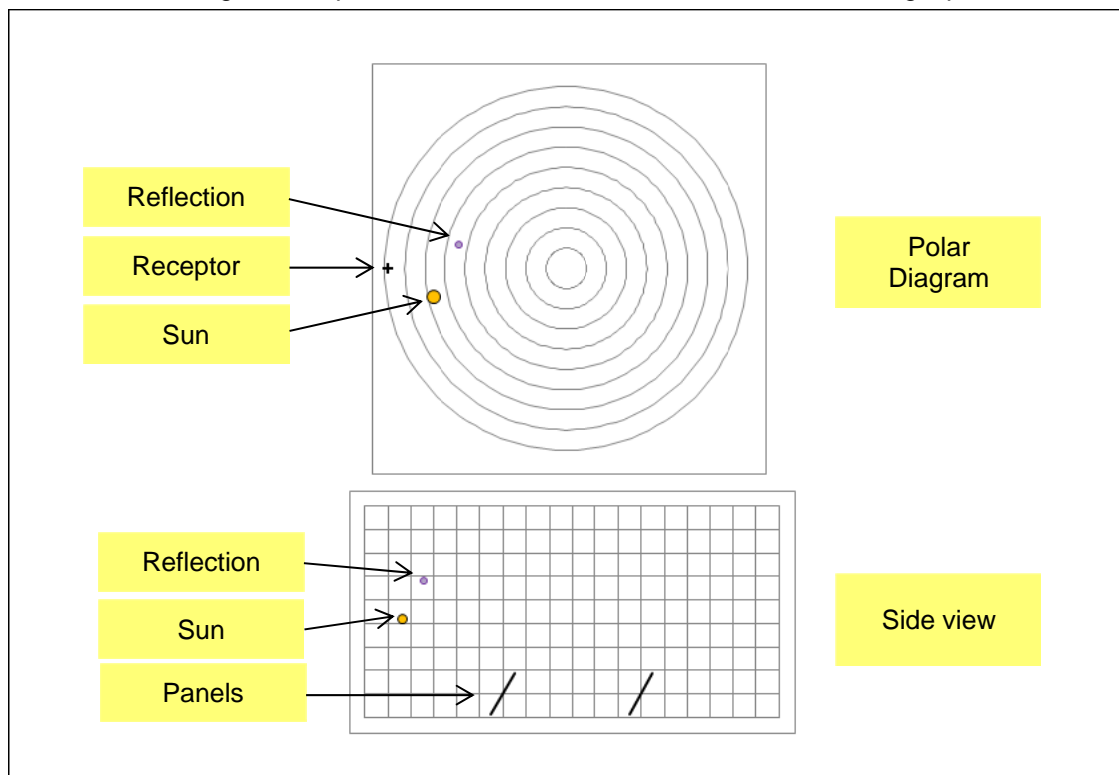 Reflection
Receptor
Sun
Polar
Diagram
Reflection
Sun
Panels
Side view